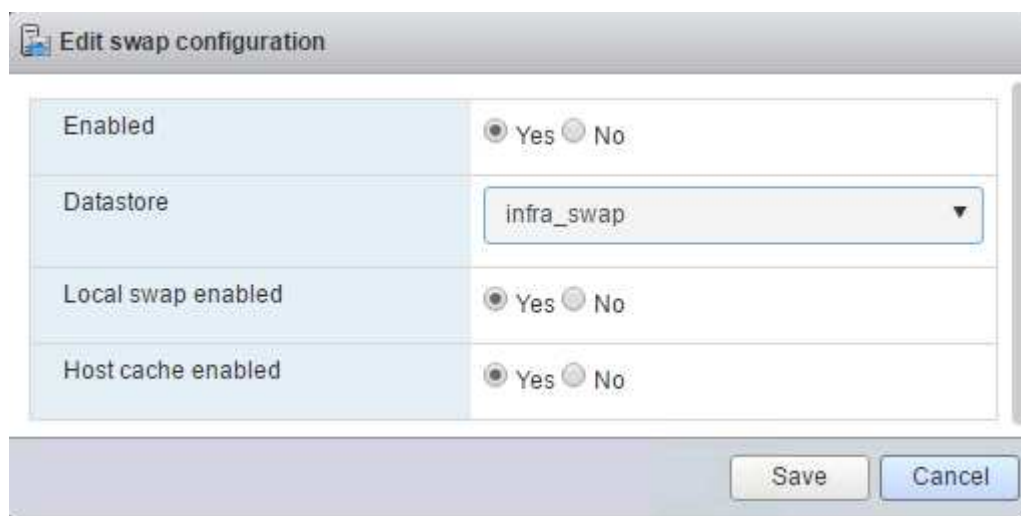 Edit swap configuration
Enabled Yes No
Datastore infra_swap
Local swap enabled Yes No
Host cache enabled Yes No
Save Cancel